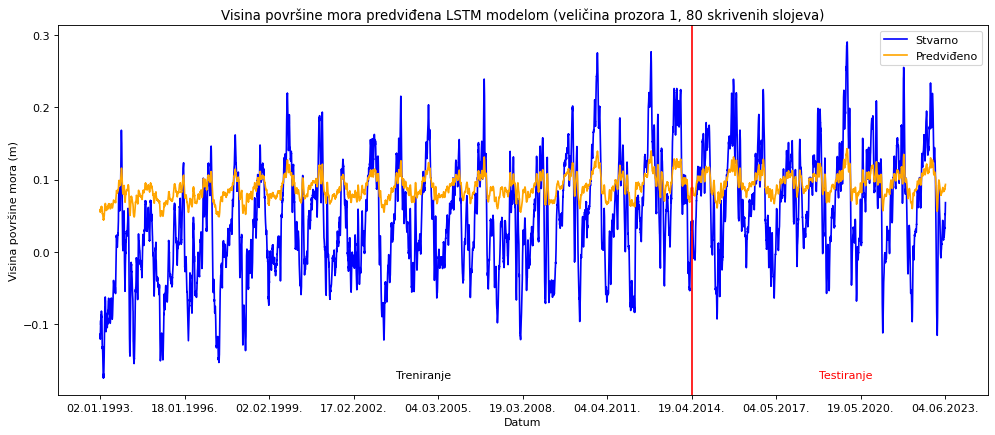 Visina površine mora predviđena LSTM modelom (veličina prozora 1, 80 skrivenih slojeva)
Stvarno
Predviđeno
Visina površine mora (m)
0.3
0.2
0.1
0.0
−0.1
Treniranje
Testiranje
02.01.1993.
18.01.1996.
02.02.1999.
17.02.2002.
04.03.2005.
19.03.2008.
04.04.2011.
19.04.2014.
04.05.2017.
19.05.2020.
04.06.2023.
Datum